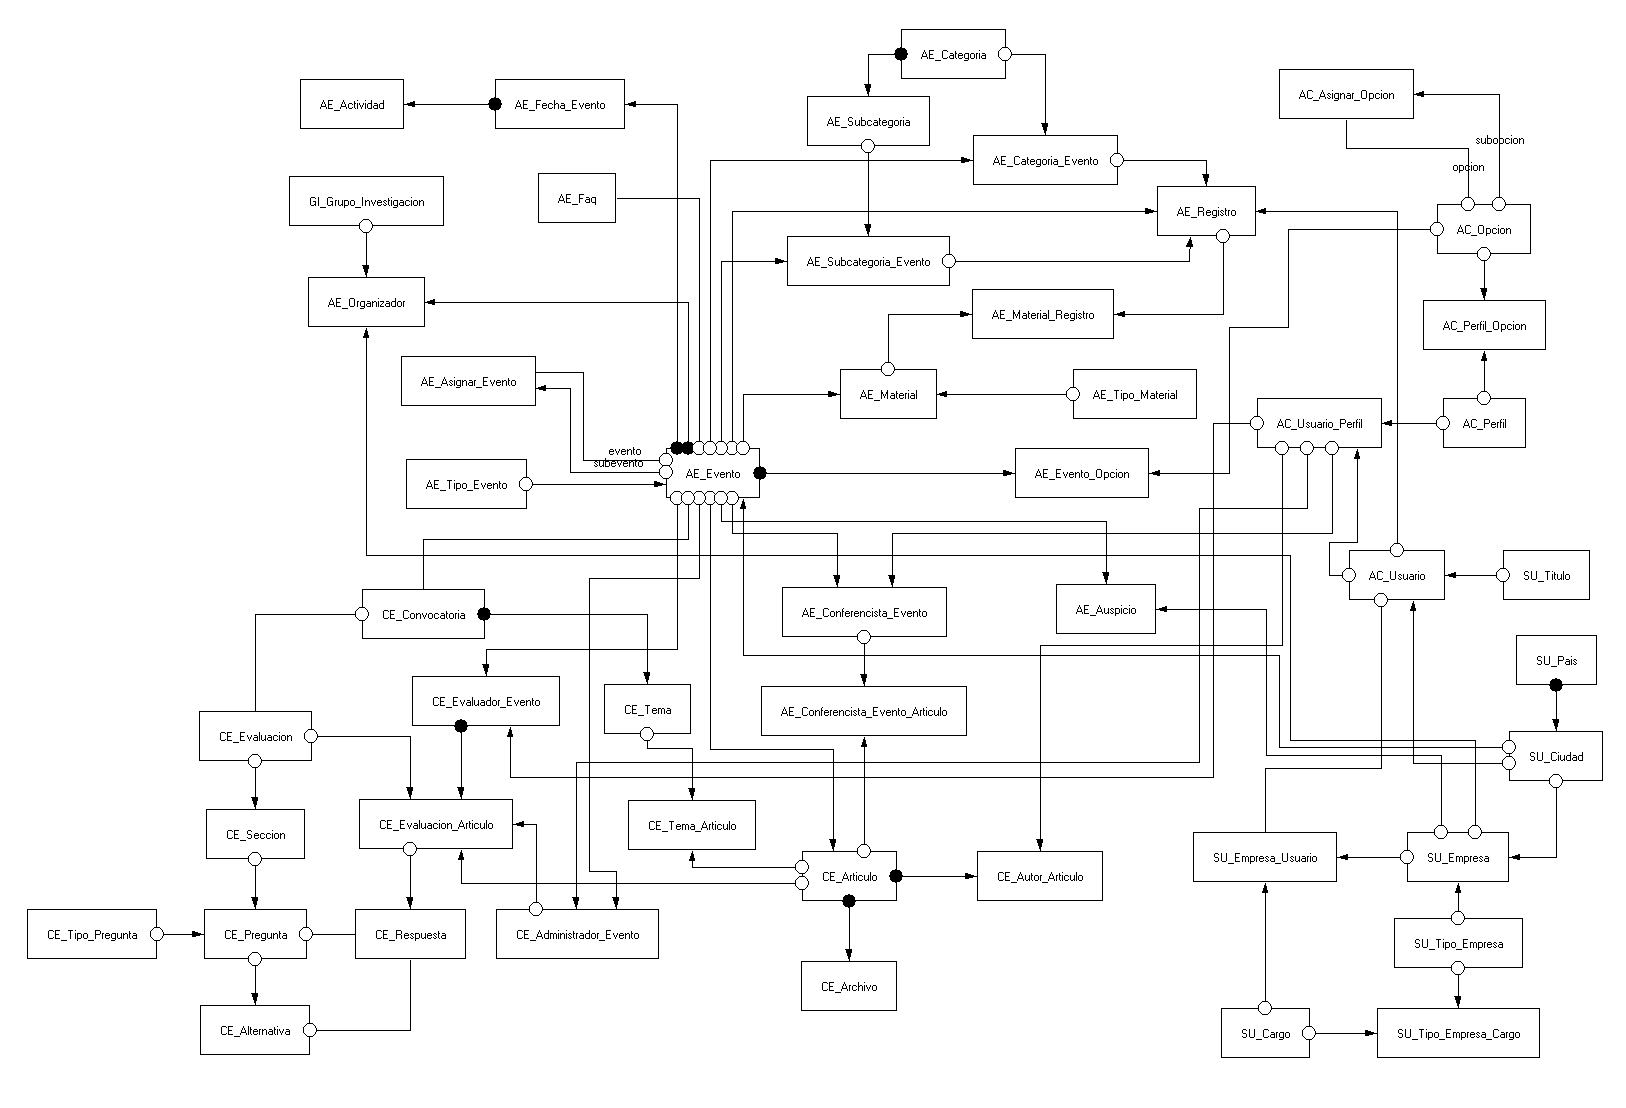 AE_Categoria
AE_Actividad
AE_Fecha_Evento
AC_Asignar_Opcion
AE_Subcategoria
subopcion
AE_Categoria_Evento
opcion
GI_Grupo_Investigacion
AE_Faq
AE_Registro
AC_Opcion
AE_Subcategoria_Evento
AE_Organizador
AE_Material_Registro
AC_Perfil_Opcion
AE_Asignar_Evento
AE_Material
AE_Tipo_Material
AC_Usuario_Perfil
AC_Perfil
evento
subevento
AE_Evento
AE_Evento_Opcion
AE_Tipo_Evento
AC_Usuario
SU_Titulo
CE_Convocatoria
AE_Conferencista_Evento
AE_Auspicio
SU_Pais
CE_Evaluador_Evento
CE_Tema
AE_Conferencista_Evento_Articulo
CE_Evaluacion
SU_Ciudad
CE_Evaluacion_Articulo
CE_Tema_Articulo
CE_Seccion
SU_Empresa_Usuario
SU_Empresa
CE_Articulo
CE_Autor_Articulo
CE_Tipo_Pregunta
CE_Pregunta
CE_Respuesta
CE_Administrador_Evento
SU_Tipo_Empresa
CE_Archivo
CE_Alternativa
SU_Cargo
SU_Tipo_Empresa_Cargo